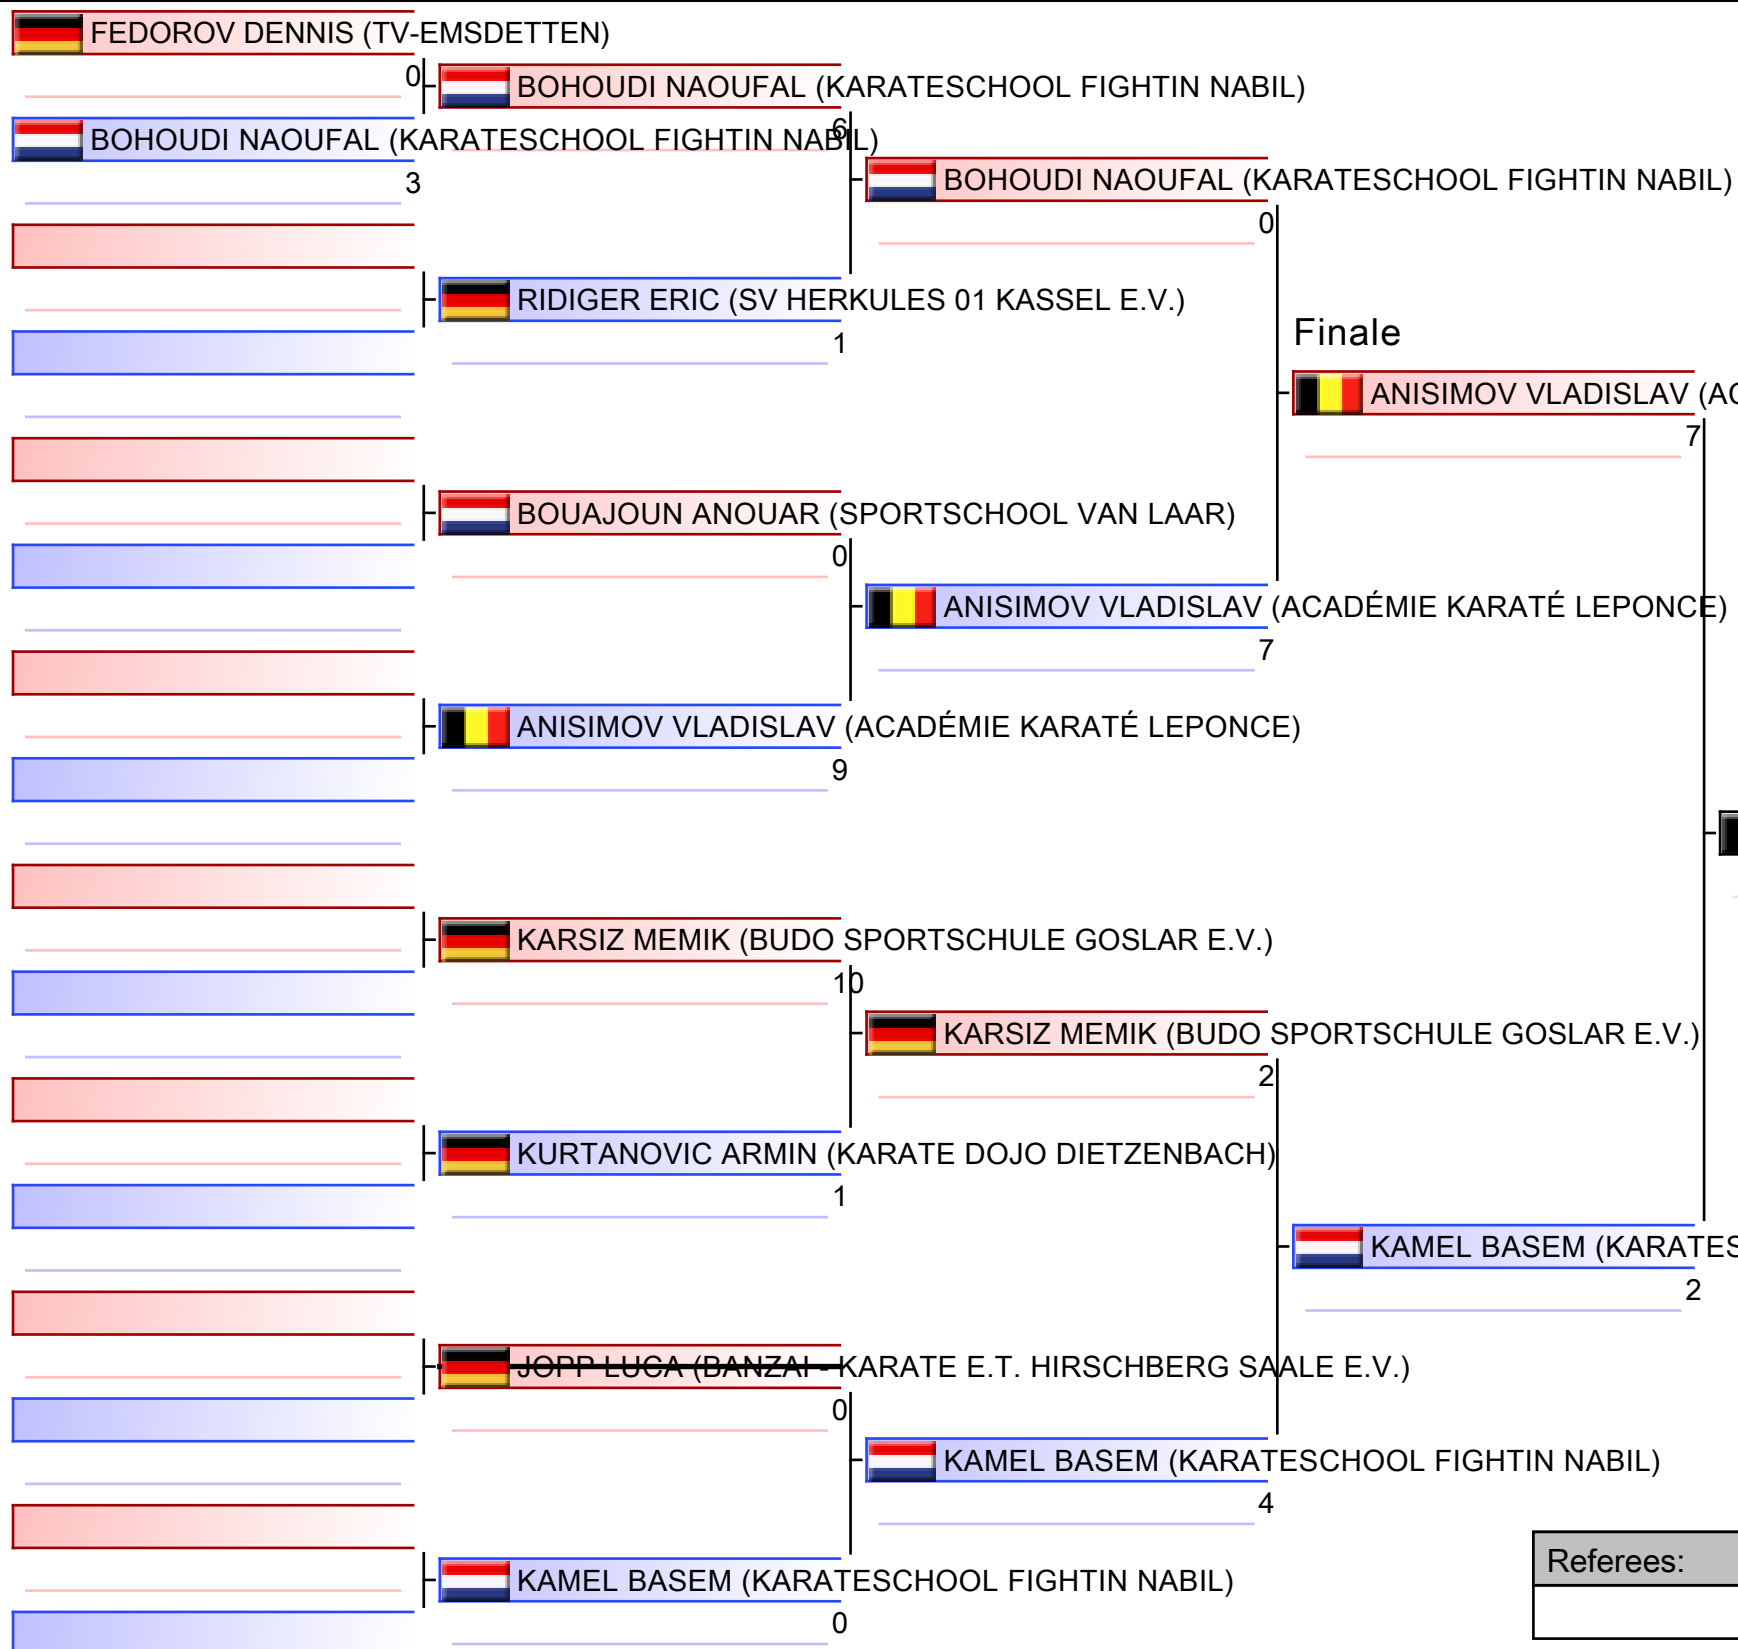 FEDOROV DENNIS (TV-EMSDETTEN)
0
BOHOUDI NAOUFAL (KARATESCHOOL FIGHTIN NABIL)
3
BOHOUDI NAOUFAL (KARATESCHOOL FIGHTIN NABIL)
6
RIDIGER ERIC (SV HERKULES 01 KASSEL E.V.)
1
BOUAJOUN ANOUAR (SPORTSCHOOL VAN LAAR)
0
ANISIMOV VLADISLAV (ACADÉMIE KARATÉ LEPONCE)
9
KARSIZ MEMIK (BUDO SPORTSCHULE GOSLAR E.V.)
10
KURTANOVIC ARMIN (KARATE DOJO DIETZENBACH)
1
JOPP LUCA (BANZAI - KARATE E.T. HIRSCHBERG SAALE E.V.)
0
KAMEL BASEM (KARATESCHOOL FIGHTIN NABIL)
0
BOHOUDI NAOUFAL (KARATESCHOOL FIGHTIN NABIL)
0
ANISIMOV VLADISLAV (ACADÉMIE KARATÉ LEPONCE)
7
KARSIZ MEMIK (BUDO SPORTSCHULE GOSLAR E.V.)
2
KAMEL BASEM (KARATESCHOOL FIGHTIN NABIL)
4
Finale
ANISIMOV VLADISLAV (AC
7
KAMEL BASEM (KARATES
2
Referees: